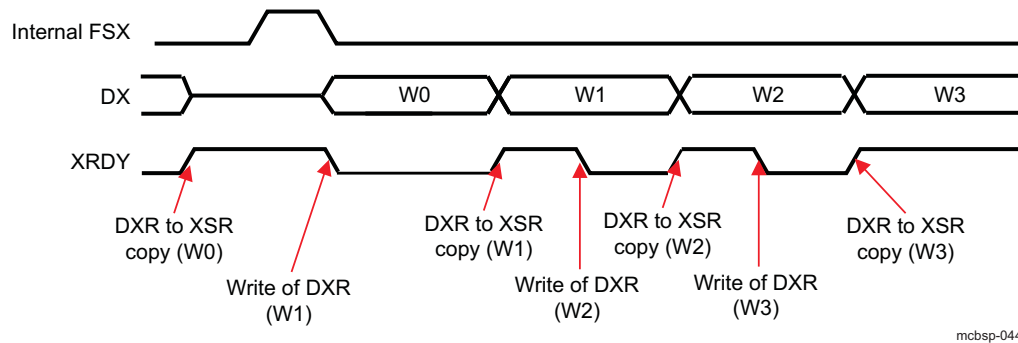 Internal FSX
DX
W0
W1
W2
W3
XRDY
DXR to XSR
copy (W0)
Write of DXR
(W1)
DXR to XSR
copy (W1)
Write of DXR
(W2)
DXR to XSR
copy (W2)
Write of DXR
(W3)
DXR to XSR
copy (W3)
mcbsp-044